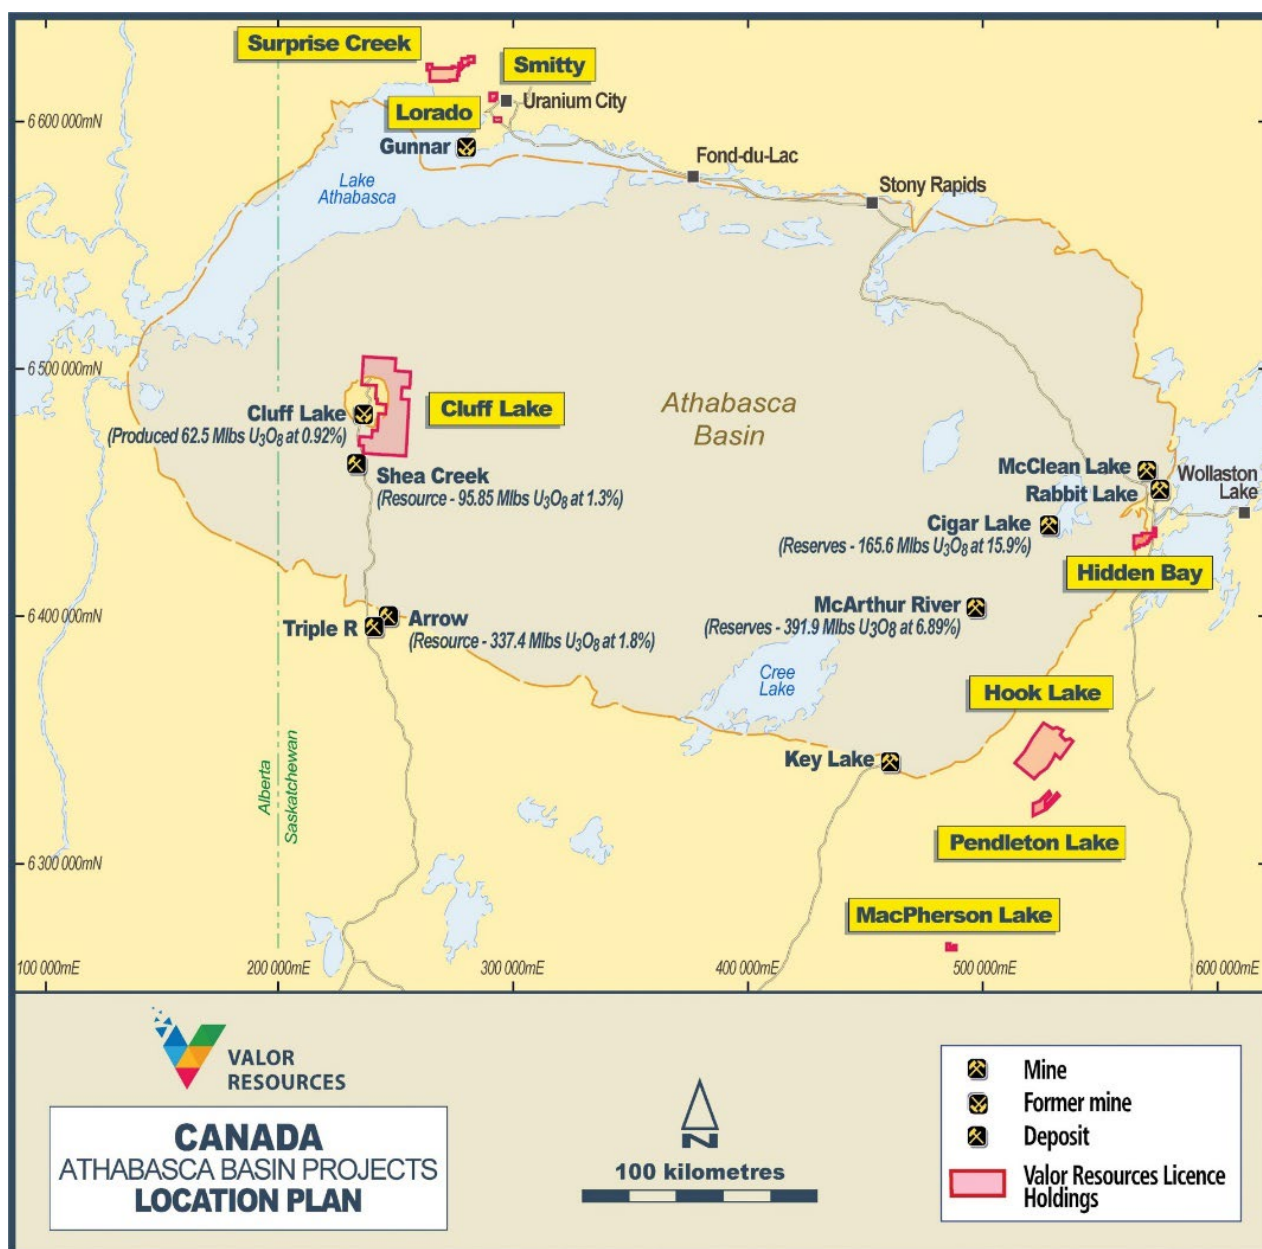 Surprise Creek
Smitty
Uranium City
Lorado
6 600 000mN
Gunnar
Fond-du-Lac
Lake
Athabasca
Stony Rapids
6 500 000mN
Athabasca
Basin
Cluff Lake
(Produced 62.5 Mlbs U₃O₈ at 0.92%)
Cluff Lake
Shea Creek
(Resource - 95.85 Mlbs U₃O₈ at 1.3%)
McClean Lake
Rabbit Lake
Wollaston
Lake
Cigar Lake
(Reserves - 165.6 Mlbs U₃O₈ at 15.9%)
Hidden Bay
6 400 000mN
Triple R
Arrow
(Resource - 337.4 Mlbs U₃O₈ at 1.8%)
McArthur River
(Reserves - 391.9 Mlbs U₃O₈ at 6.89%)
Cree
Lake
Hook Lake
Key Lake
Alberta
Saskatchewan
Pendleton Lake
6 300 000mN
MacPherson Lake
100 000mE
200 000mE
300 000mE
400 000mE
500 000mE
600 000mE
VALOR
RESOURCES
CANADA
ATHABASCA BASIN PROJECTS
LOCATION PLAN
N
100 kilometres
Mine
Former mine
Deposit
Valor Resources Licence
Holdings